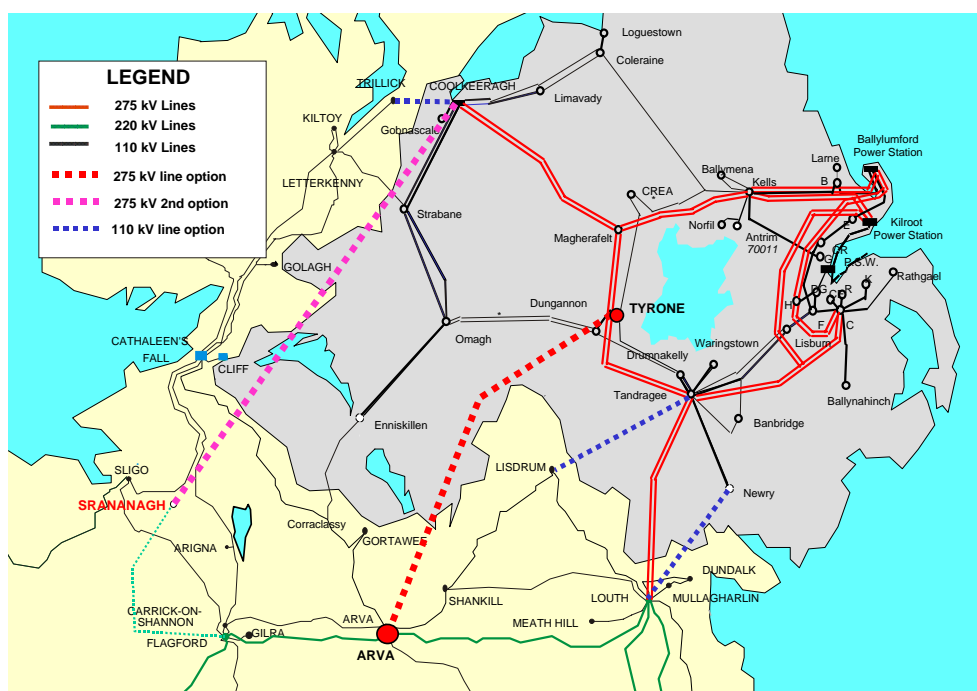 LEGEND
275 kV Lines
220 kV Lines
110 kV Lines
275 kV line option
275 kV 2nd option
110 kV line option
Loguestown
Coleraine
TRILLICK
COOLKEERAGH
Limavady
KILTOY
Gobnascale
LETTERKENNY
Ballylumford
Power Station
Larne
Ballymena
B
Kells
CREA
*
Strabane
Norfil
Antrim
70011
E
Kilroot
Power Station
Magherafelt
GOLAGH
CR
G
P.S.W.
Rathgael
K
R
H
Dungannon
TYRONE
*
CATHALEEN'S
FALL
CLIFF
Omagh
Waringstown
F
C
Lisburn
Drumnakelly
Tandragee
Ballynahinch
Enniskillen
Banbridge
SLIGO
LISDRUM
SRANANAGH
Newry
Corraclassy
GORTAWEE
ARIGNA
DUNDALK
SHANKILL
LOUTH
MULLAGHARLIN
CARRICK-ON-
SHANNON
ARVA
MEATH HILL
GILRA
FLAGFORD
ARVA